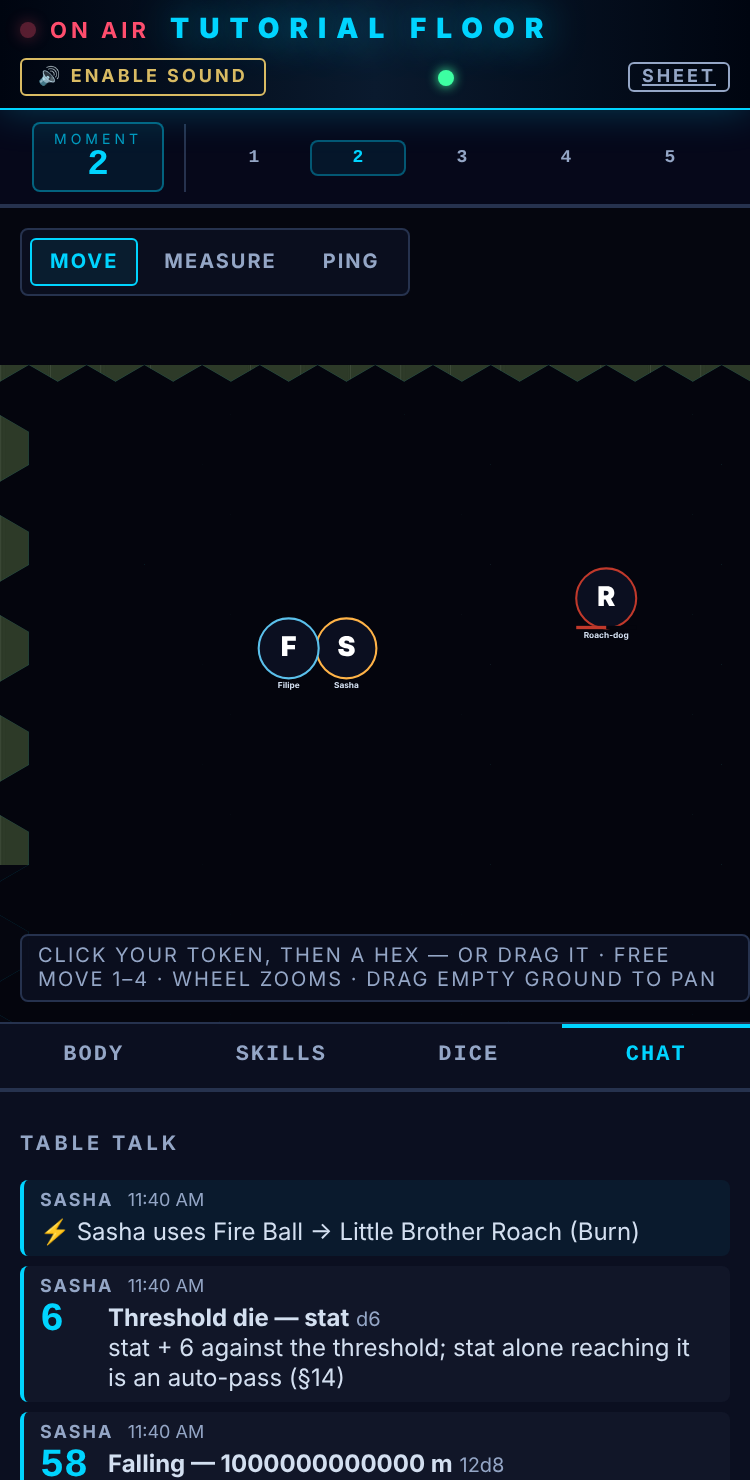 ON AIR TUTORIAL FLOOR
🔊 ENABLE SOUND SHEET
MOMENT
2
1 2 3 4 5
MOVE MEASURE PING
R
Roach-dog
F S
Filipe Sasha
CLICK YOUR TOKEN, THEN A HEX — OR DRAG IT · FREE
MOVE 1–4 · WHEEL ZOOMS · DRAG EMPTY GROUND TO PAN
BODY SKILLS DICE CHAT
TABLE TALK
SASHA 11:40 AM
⚡ Sasha uses Fire Ball → Little Brother Roach (Burn)
SASHA 11:40 AM
6 Threshold die — stat d6
stat + 6 against the threshold; stat alone reaching it
is an auto-pass (§14)
SASHA 11:40 AM
58 Falling — 1000000000000 m 12d8